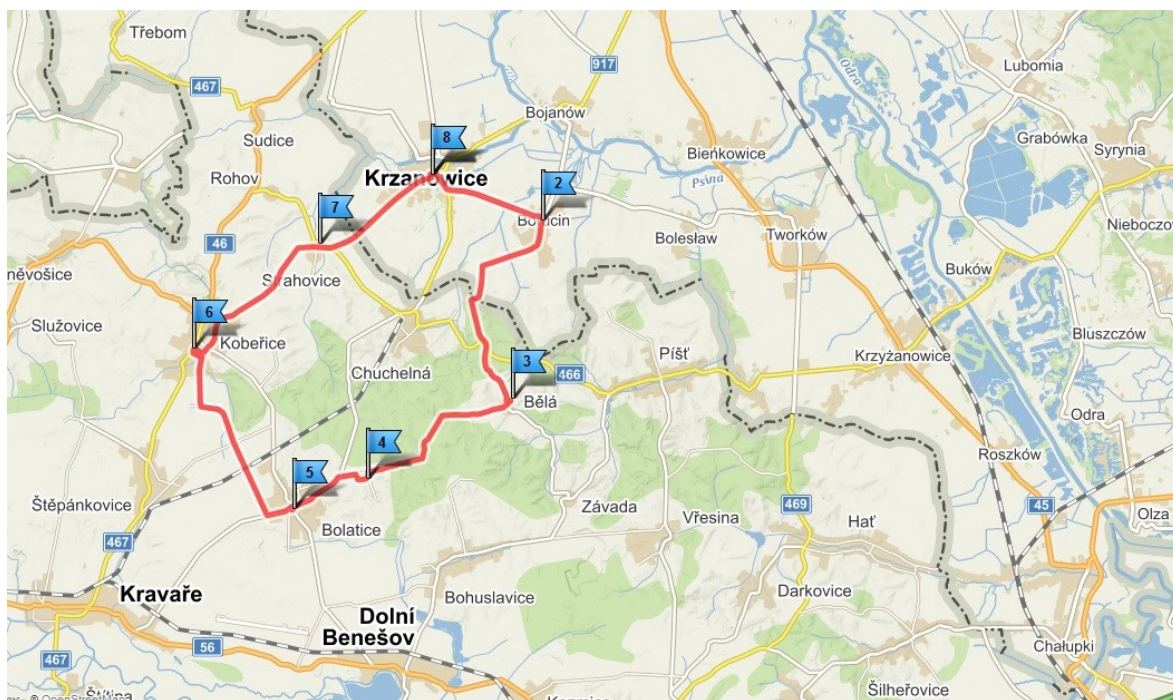 Třebom
467
917
Odra
Lubomia
Bojanów
Grabówka
Syrynia
Sudice
8
Bieńkowice
Rohov
Krzanowice
2
Psina
7
46
Bolesław
Tworków
Nieboczo
Buków
Strahovice
6
Služovice
Kobeřice
Bluszczów
Píšť
Krzyżanowice
Chuchelná
3
466
Bělá
Odra
4
5
Roszków
Štěpánkovice
Závada
469
45
Olza
Bolatice
Vřesina
Hať
467
Kravaře
Bohuslavice
Darkovice
Dolní
Benešov
56
Chałupki
467
Šilheřovice
© OpenStreetMap